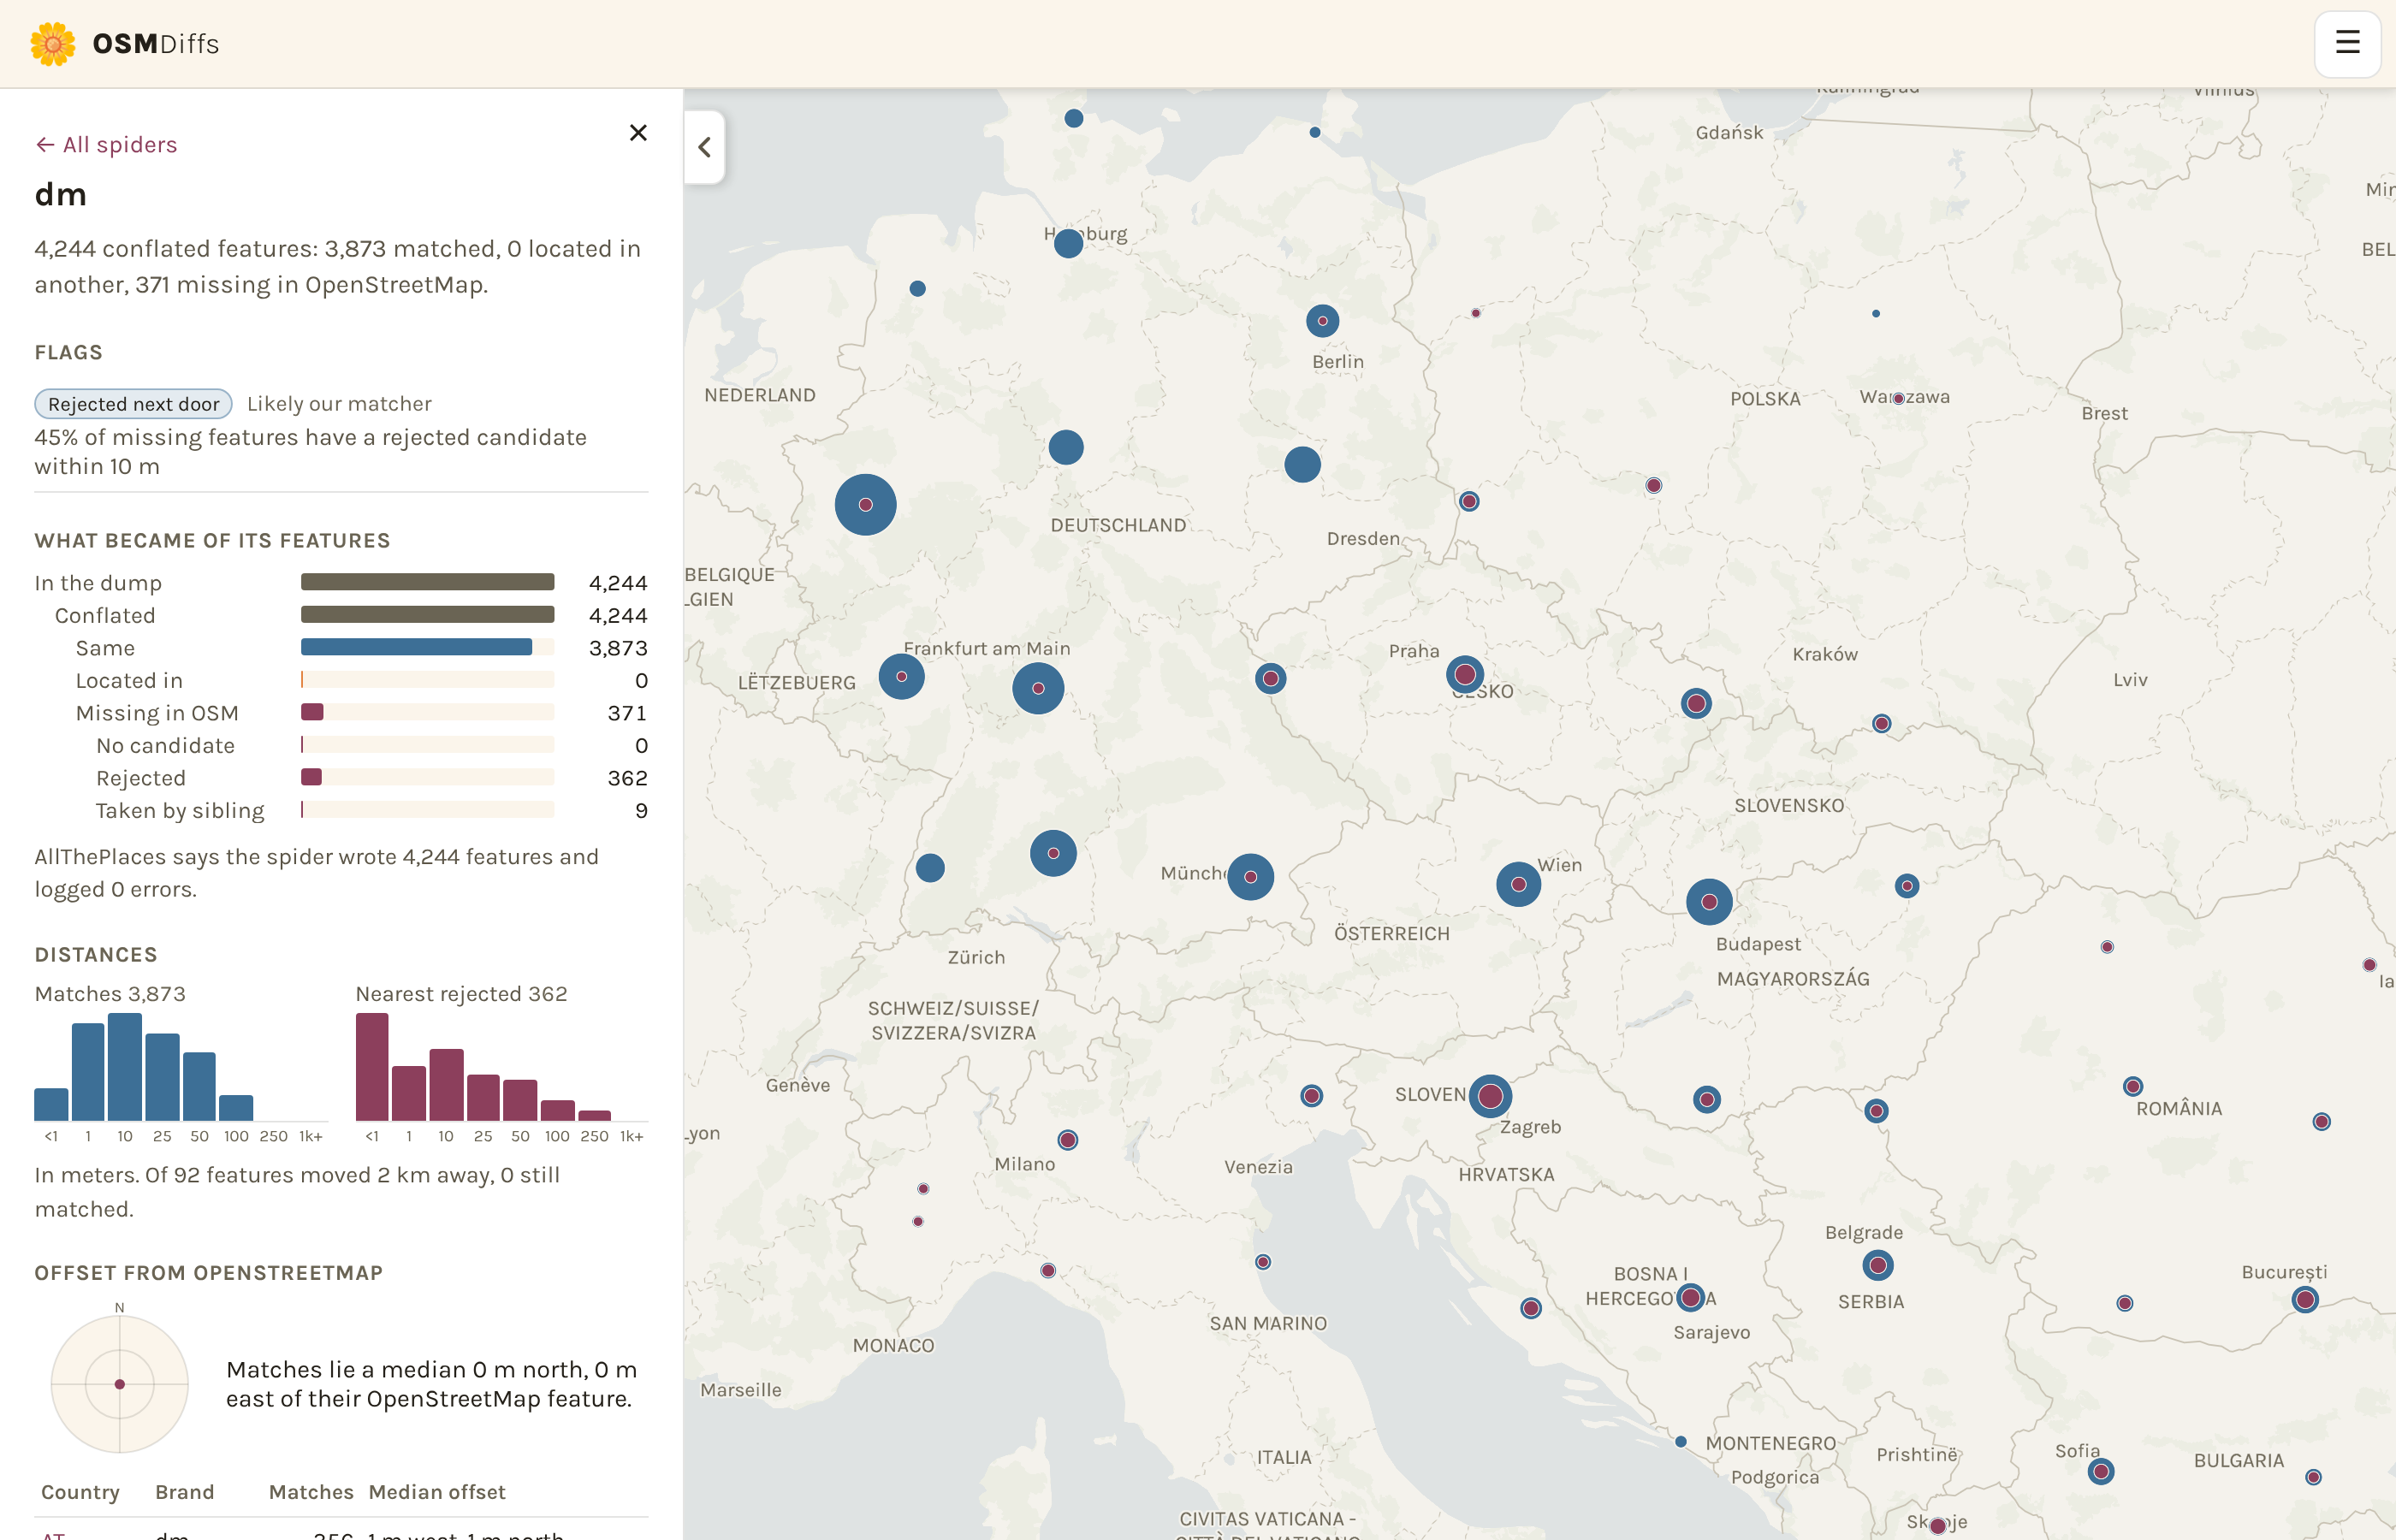 OSMDiffs
☰
← All spiders
×
dm
4,244 conflated features: 3,873 matched, 0 located in
another, 371 missing in OpenStreetMap.
FLAGS
Rejected next door Likely our matcher
45% of missing features have a rejected candidate
within 10 m
WHAT BECAME OF ITS FEATURES
In the dump 4,244
Conflated 4,244
Same 3,873
Located in 0
Missing in OSM 371
No candidate 0
Rejected 362
Taken by sibling 9
AllThePlaces says the spider wrote 4,244 features and
logged 0 errors.
DISTANCES
Matches 3,873 Nearest rejected 362
<1 1 10 25 50 100 250 1k+ <1 1 10 25 50 100 250 1k+
In meters. Of 92 features moved 2 km away, 0 still
matched.
OFFSET FROM OPENSTREETMAP
N
Matches lie a median 0 m north, 0 m
east of their OpenStreetMap feature.
Country Brand Matches Median offset
AT dm 356 1 m west, 1 m north
Kaliningrad
Vilnius
Gdańsk
Berlin
NEDERLAND
POLSKA
Brest
DEUTSCHLAND
Dresden
BELGIQUE
Frankfurt am Main
Praha
Kraków
LËTZEBUERG
Lviv
SLOVENSKO
Wien
ÖSTERREICH
Budapest
Zürich
MAGYARORSZÁG
SCHWEIZ/SUISSE/
SVIZZERA/SVIZRA
Genève
ROMÂNIA
Zagreb
Milano
Venezia
HRVATSKA
Belgrade
București
BOSNA I
SERBIA
SAN MARINO
Sarajevo
MONACO
Marseille
MONTENEGRO
Prishtinë
Sofia
BULGARIA
ITALIA
Podgorica
CIVITAS VATICANA -